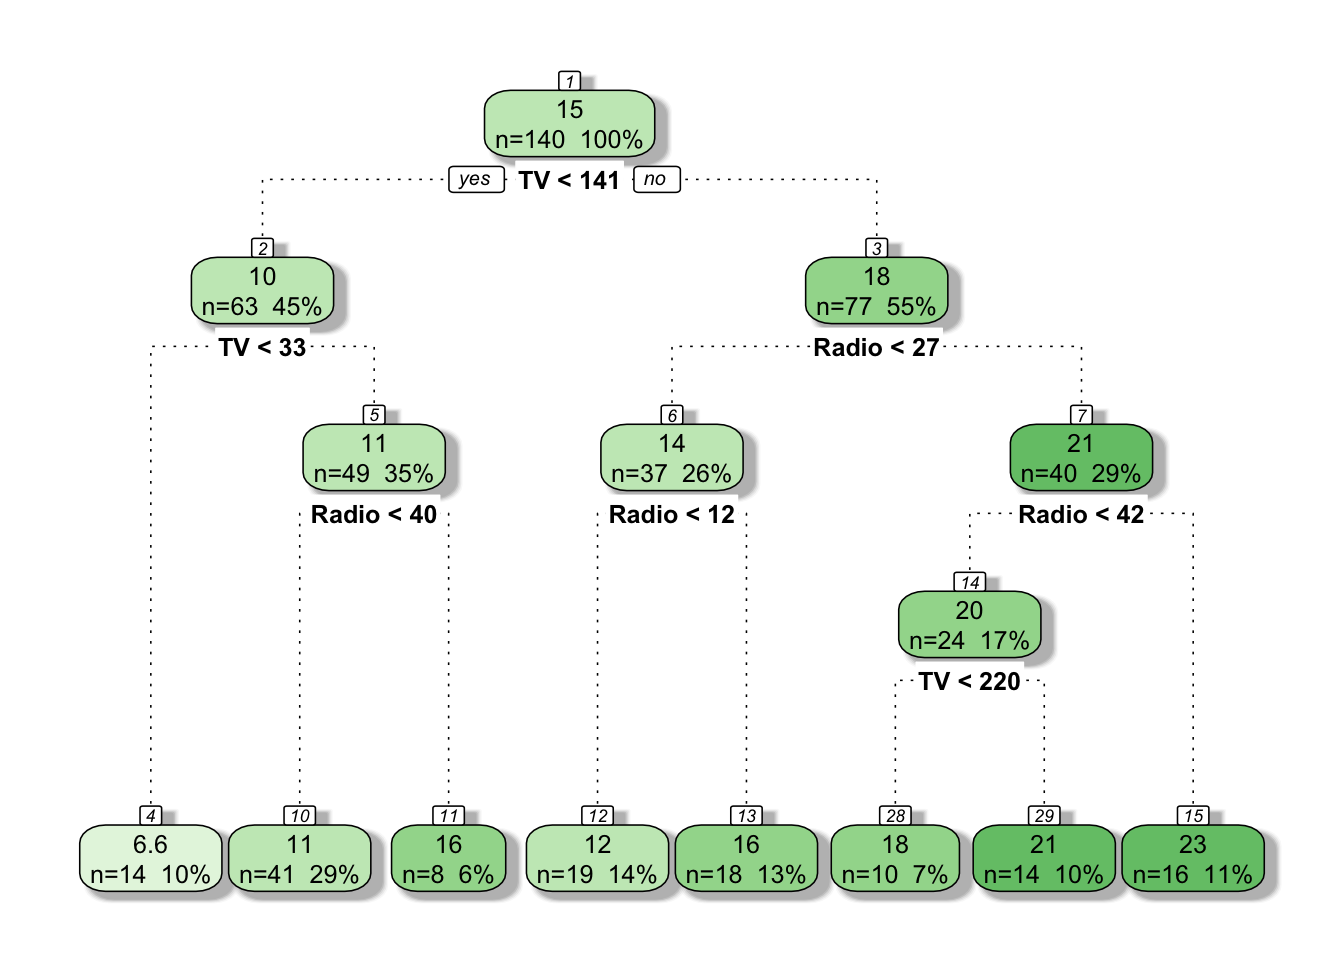 1
15
n=140 100%
yes TV < 141 no
2
10
n=63 45%
3
18
n=77 55%
TV < 33
Radio < 27
5
11
n=49 35%
6
14
n=37 26%
7
21
n=40 29%
Radio < 40
Radio < 12
Radio < 42
14
20
n=24 17%
TV < 220
4
6.6
n=14 10%
10
11
n=41 29%
11
16
n=8 6%
12
12
n=19 14%
13
16
n=18 13%
28
18
n=10 7%
29
21
n=14 10%
15
23
n=16 11%